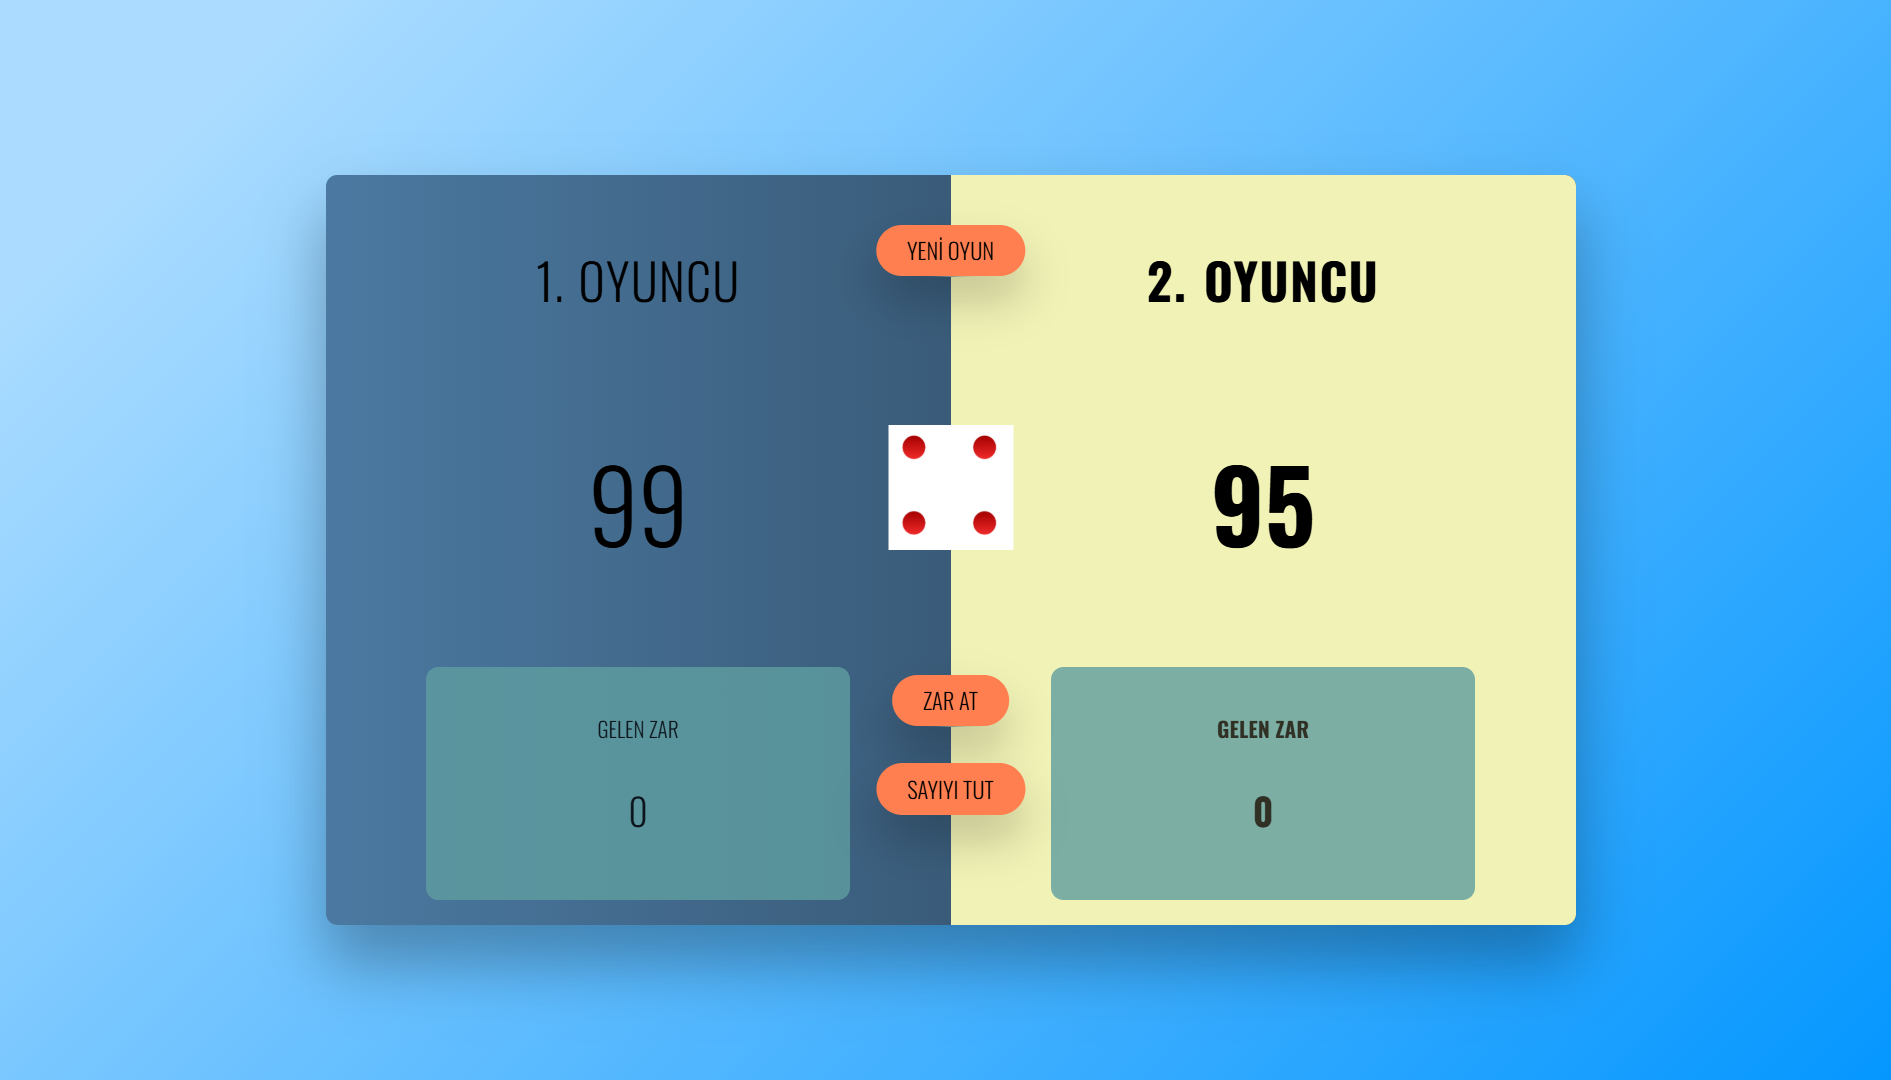 YENİ OYUN
1. OYUNCU
2. OYUNCU
99
95
ZAR AT
GELEN ZAR
GELEN ZAR
SAYIYI TUT
0
0